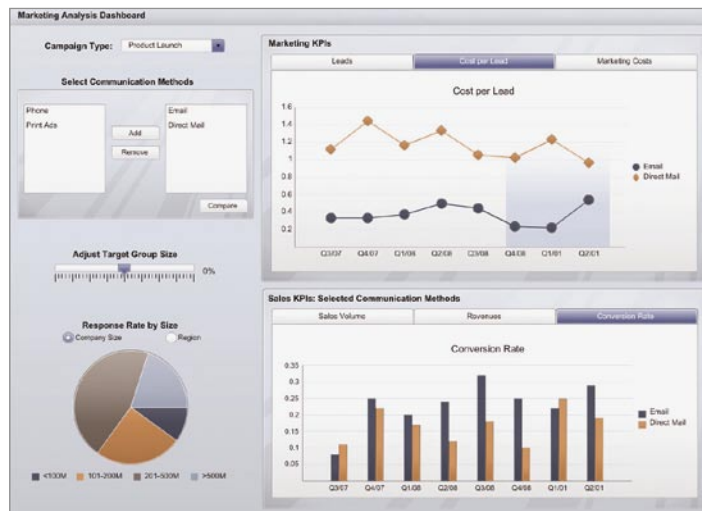 Marketing Analysis Dashboard
Campaign Type: Product Launch
Select Communication Methods
Phone
Print Ads
Add
Remove
Email
Direct Mail
Compare
Adjust Target Group Size
0%
Response Rate by Size
Company Size
Region
<100M 101-200M 201-500M >500M
Marketing KPIs
Leads Cost per Lead Marketing Costs
Cost per Lead
1.6
1.4
1.2
1
0.8
0.6
0.4
0.2
Email
Direct Mail
Q3/07 Q4/07 Q1/08 Q2/08 Q3/08 Q4/08 Q1/01 Q2/01
Sales KPIs: Selected Communication Methods
Sales Volume Revenues Conversion Rate
Conversion Rate
0.35
0.3
0.25
0.2
0.15
0.1
0.05
Email
Direct Mail
Q3/07 Q4/07 Q1/08 Q2/08 Q3/08 Q4/08 Q1/01 Q2/01